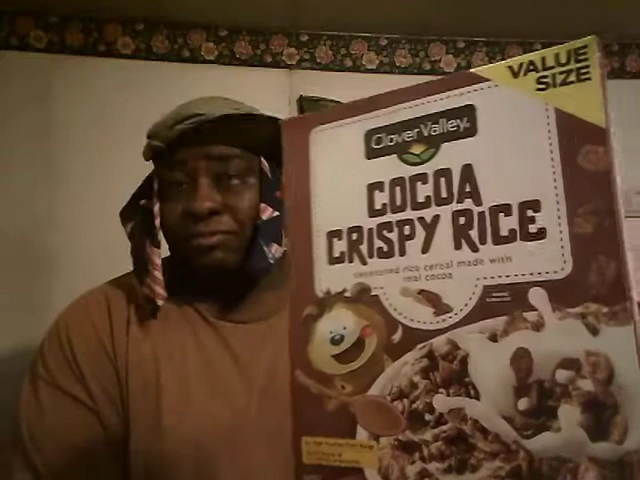 VALUE
SIZE
Clover Valley®
COCOA
CRISPY RICE
sweetened rice cereal made with
real cocoa